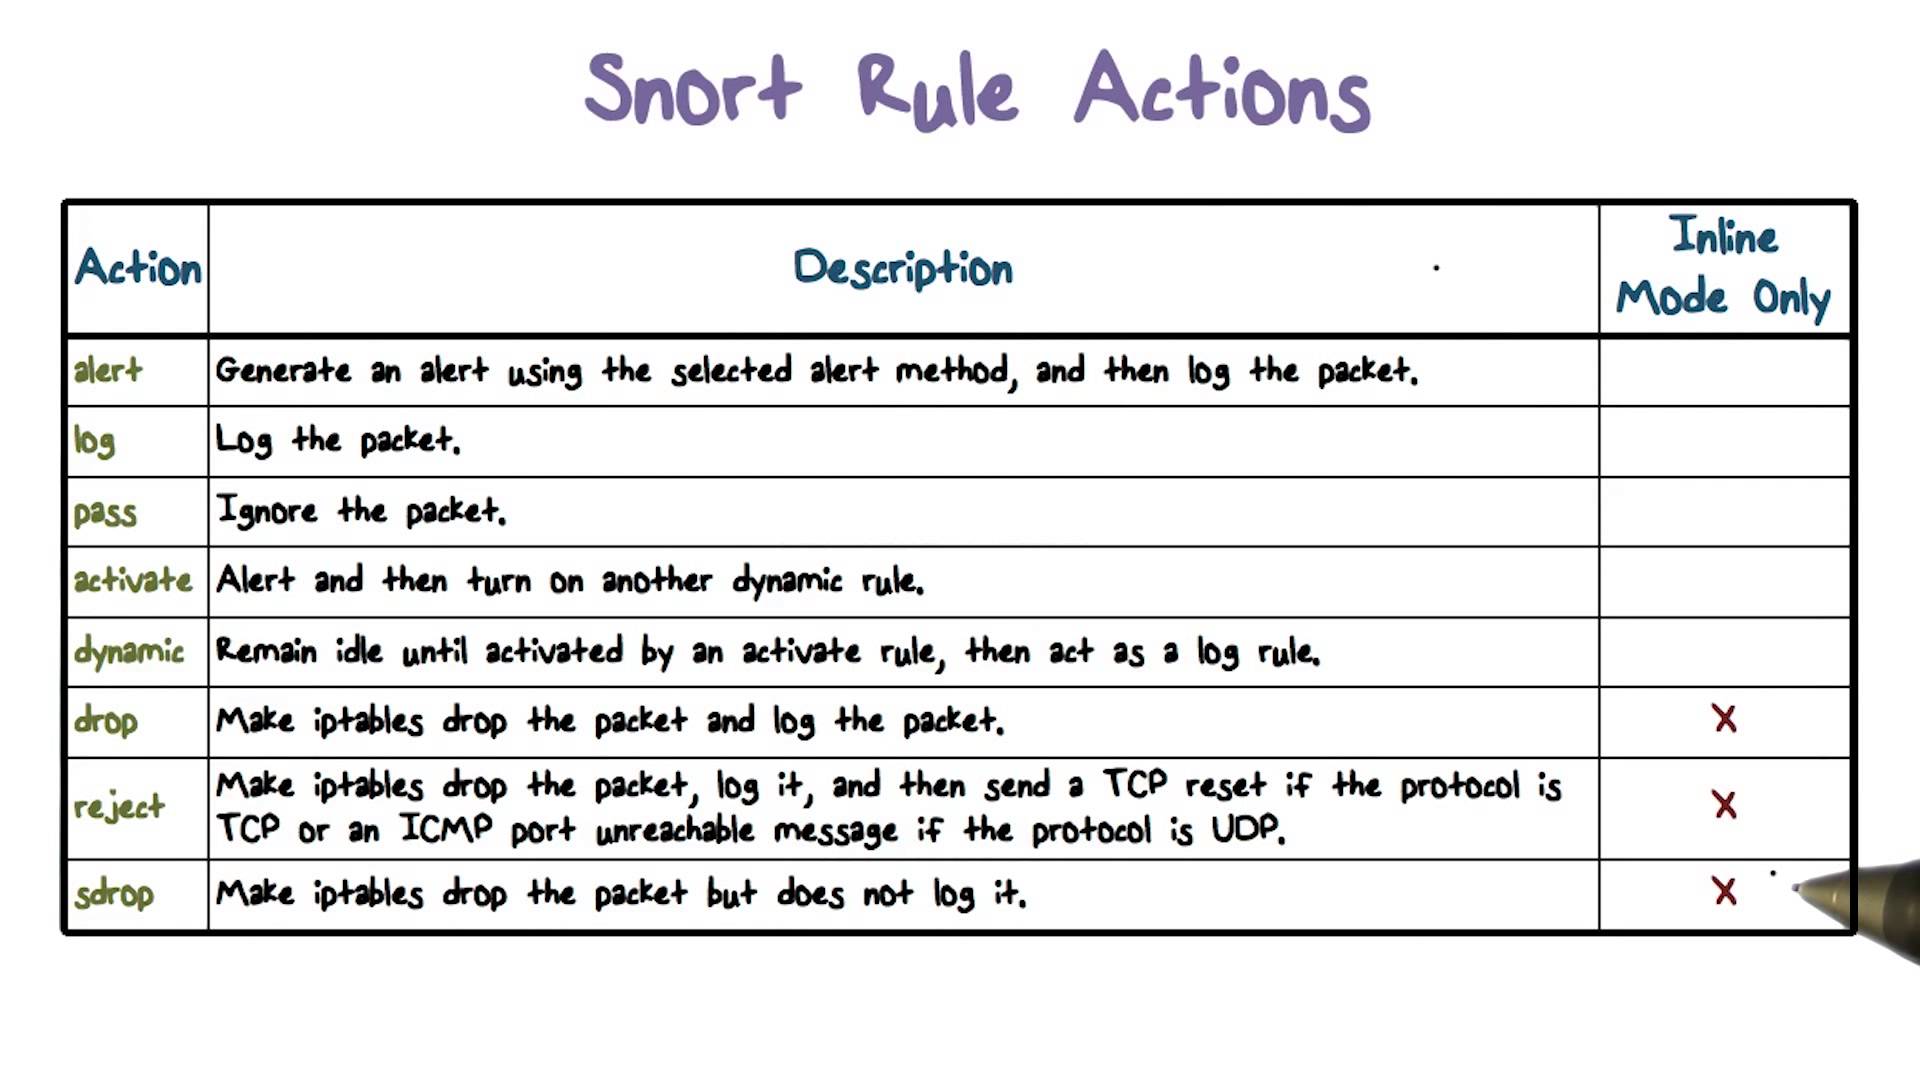 Snort Rule Actions
Action Description Inline Mode Only
alert Generate an alert using the selected alert method, and then log the packet.
log Log the packet.
pass Ignore the packet.
activate Alert and then turn on another dynamic rule.
dynamic Remain idle until activated by an activate rule, then act as a log rule.
drop Make iptables drop the packet and log the packet. X
reject Make iptables drop the packet, log it, and then send a TCP reset if the protocol is
TCP or an ICMP port unreachable message if the protocol is UDP. X
sdrop Make iptables drop the packet but does not log it. X